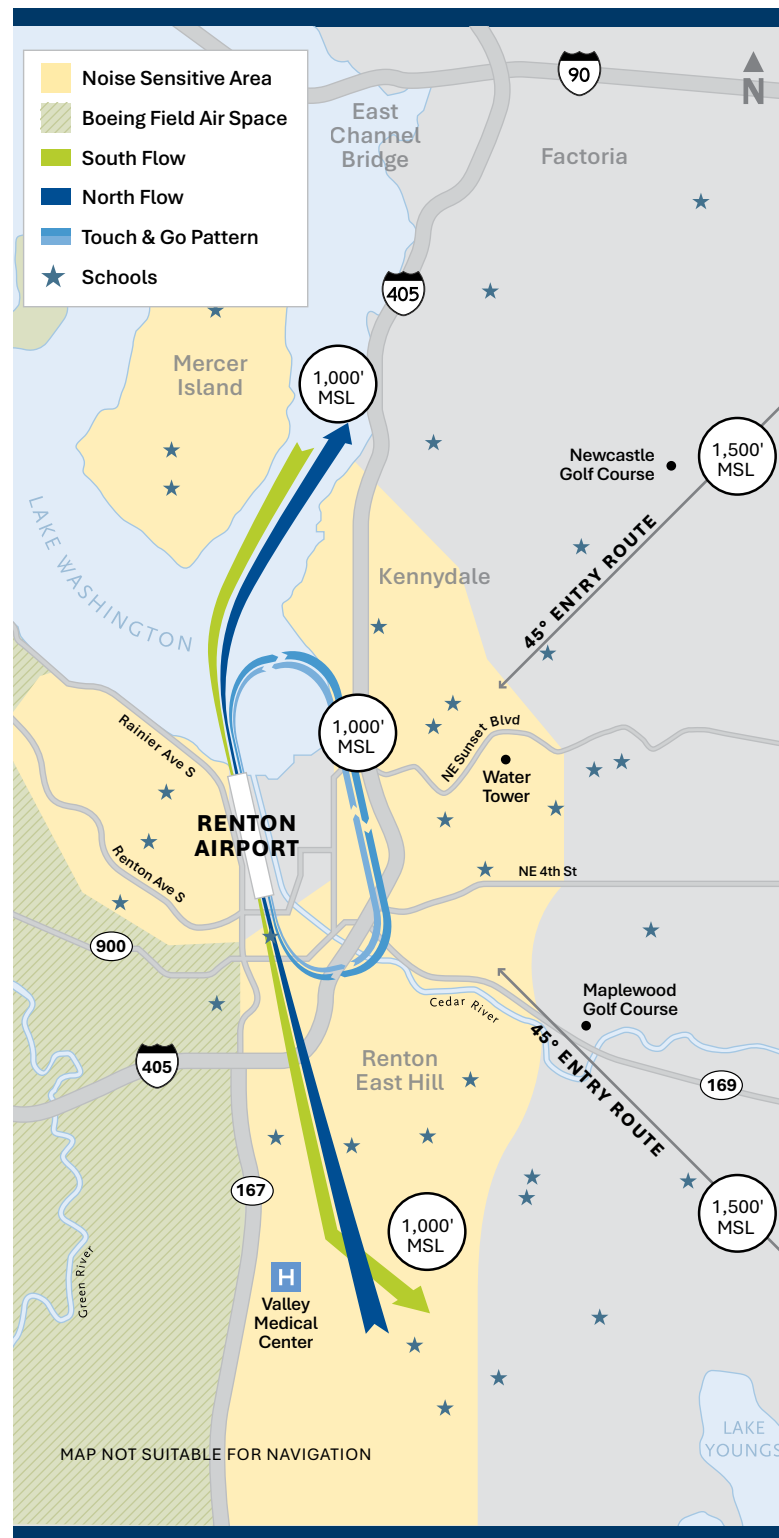 Noise Sensitive Area
Boeing Field Air Space
South Flow
North Flow
Touch & Go Pattern
Schools
90
N
East
Channel
Bridge
Factoria
405
Mercer
Island
1,000'
MSL
1,500'
MSL
Newcastle
Golf Course
LAKE WASHINGTON
45° ENTRY ROUTE
Kennydale
Rainier Ave S
1,000'
MSL
NE Sunset Blvd
Water
Tower
RENTON
AIRPORT
Renton Ave S
NE 4th St
900
Cedar River
Maplewood
Golf Course
45° ENTRY ROUTE
405
Renton
East Hill
169
167
1,500'
MSL
1,000'
MSL
Green River
H
Valley
Medical
Center
LAKE
YOUNGS
MAP NOT SUITABLE FOR NAVIGATION